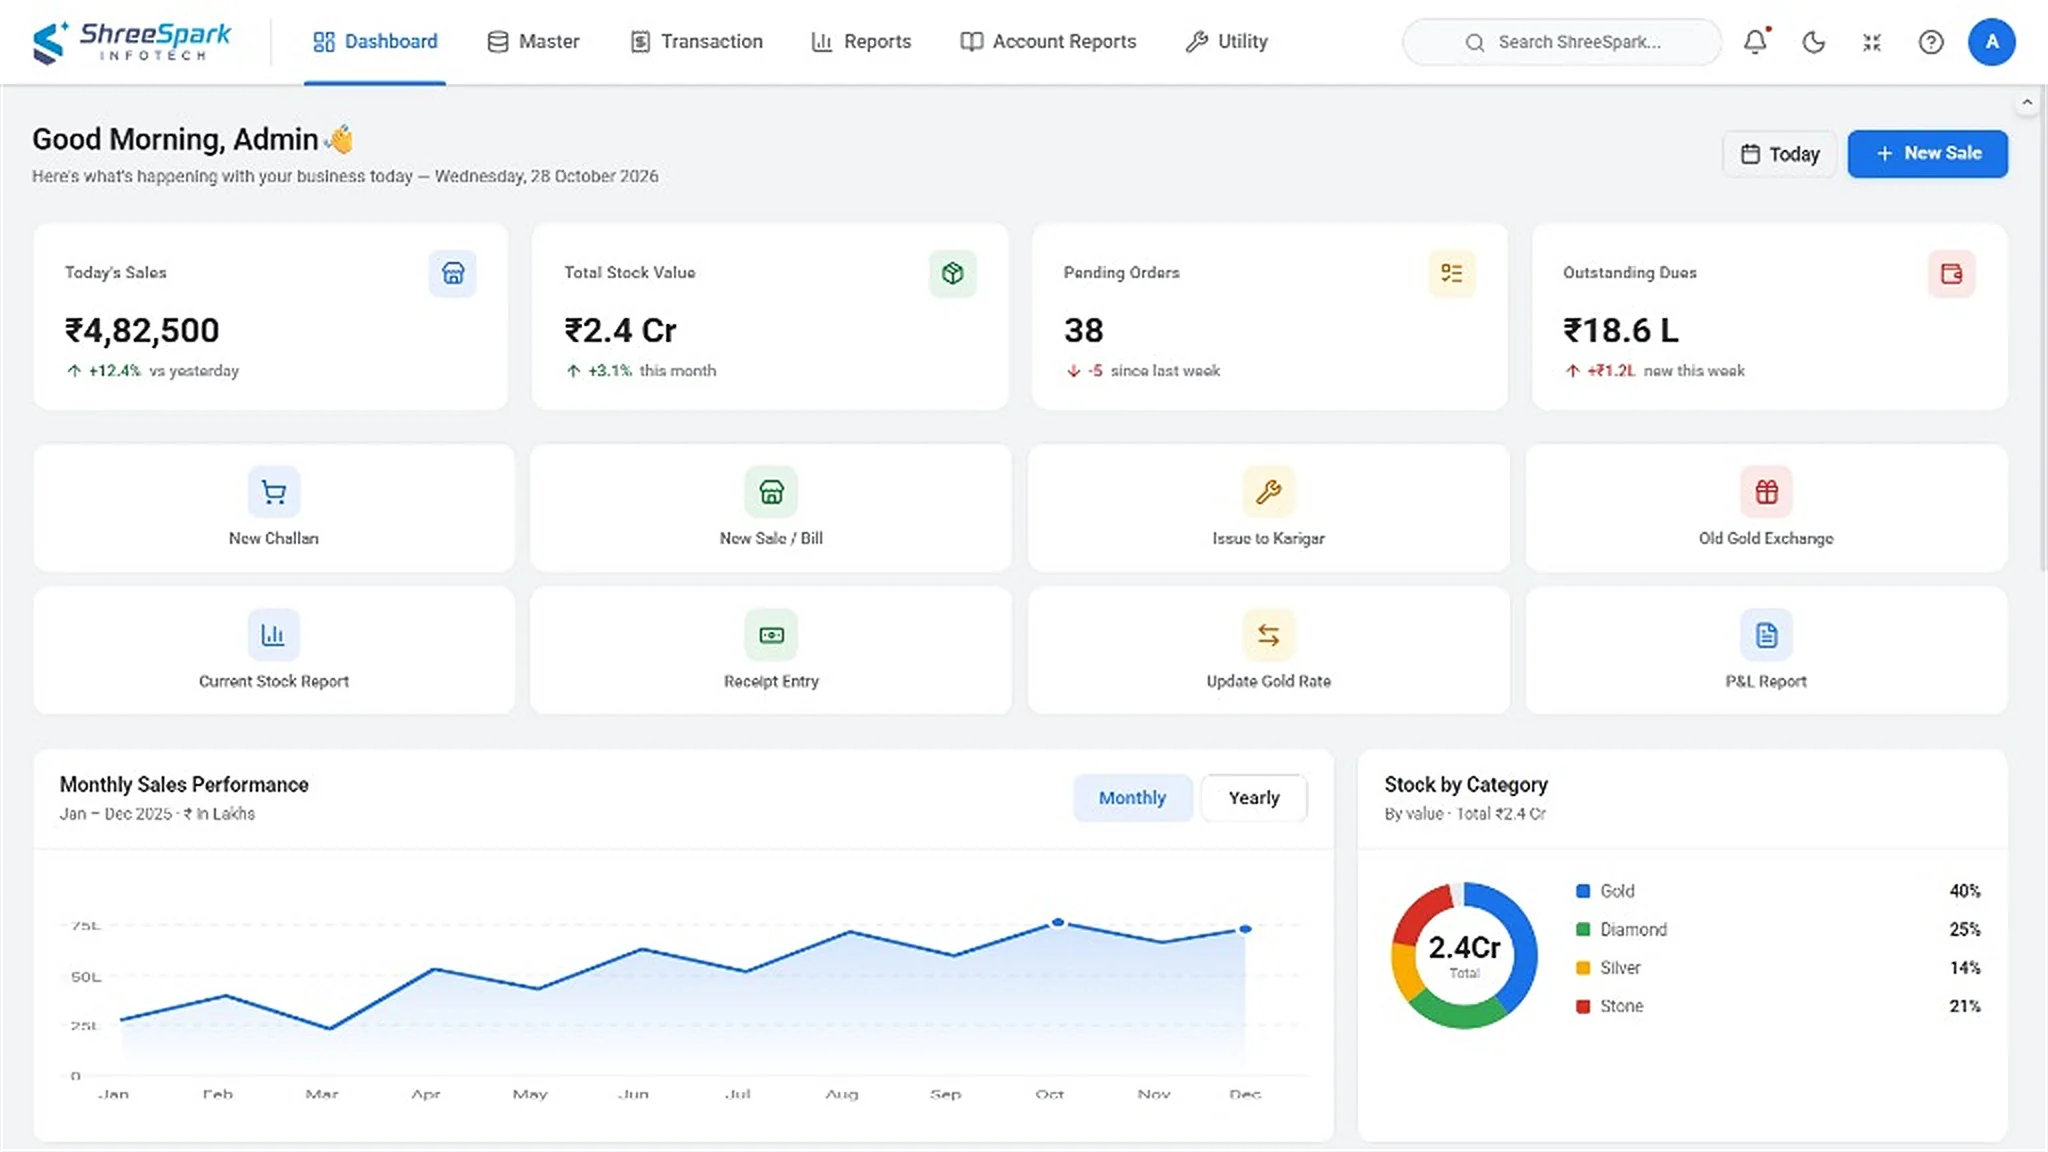 ShreeSpark
INFOTECH
Dashboard
Master
Transaction
Reports
Account Reports
Utility
Search ShreeSpark...
A
Good Morning, Admin 👋
Here's what's happening with your business today — Wednesday, 28 October 2026
Today
+ New Sale
Today's Sales
₹4,82,500
↑ +12.4% vs yesterday
Total Stock Value
₹2.4 Cr
↑ +3.1% this month
Pending Orders
38
↓ -5 since last week
Outstanding Dues
₹18.6 L
↑ +₹1.2L new this week
New Challan
New Sale / Bill
Issue to Karigar
Old Gold Exchange
Current Stock Report
Receipt Entry
Update Gold Rate
P&L Report
Monthly Sales Performance
Jan – Dec 2025 · ₹ in Lakhs
Monthly
Yearly
75L
50L
25L
0
Jan Feb Mar Apr May Jun Jul Aug Sep Oct Nov Dec
Stock by Category
By value · Total ₹2.4 Cr
2.4Cr
Total
Gold 40%
Diamond 25%
Silver 14%
Stone 21%